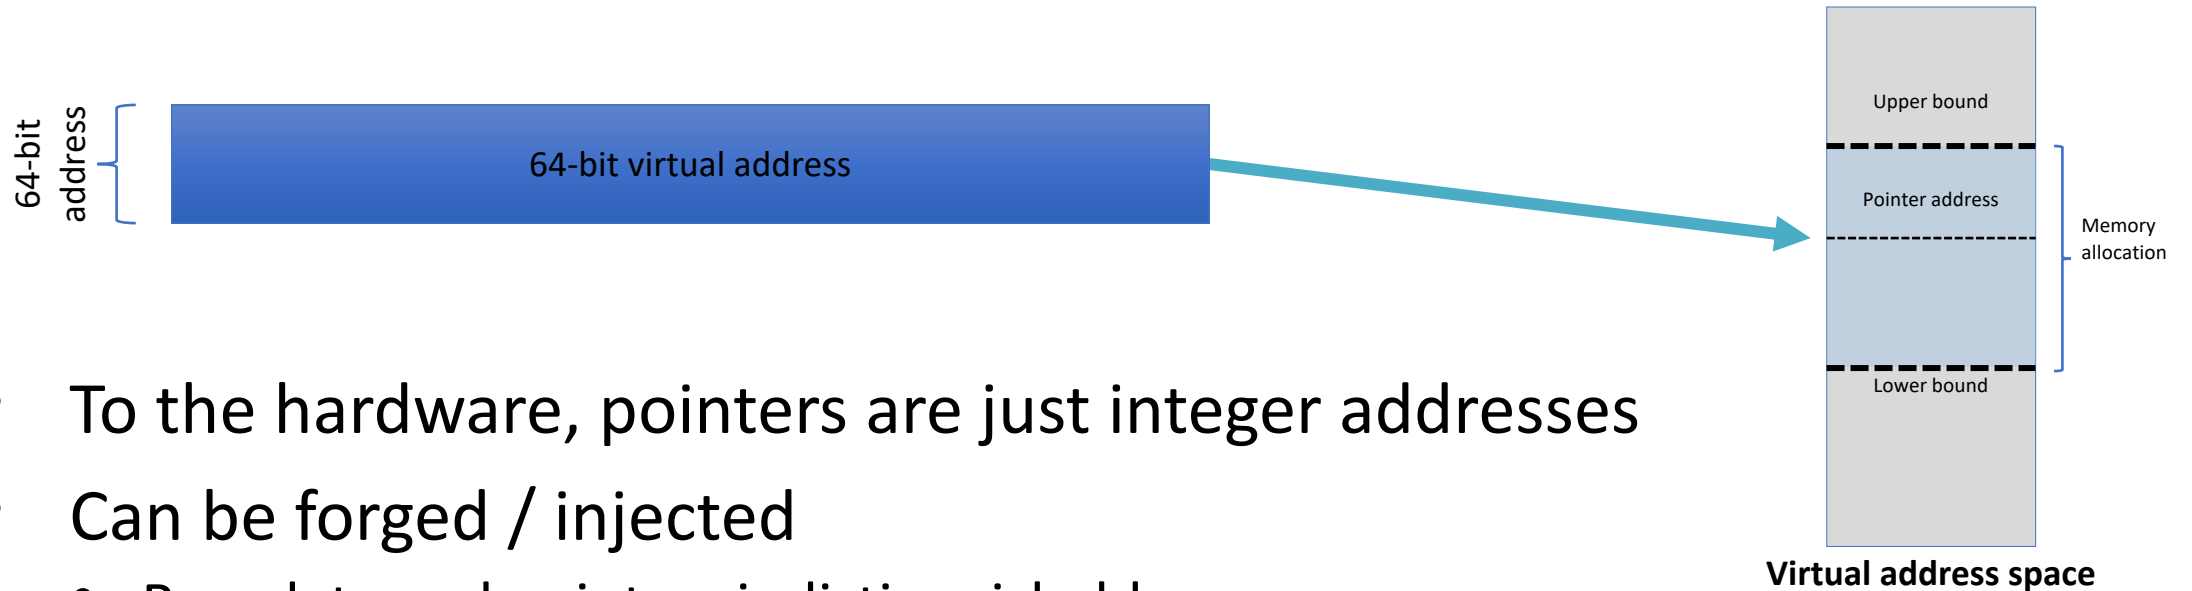 64-bit
address
64-bit virtual address
Upper bound
Pointer address
Memory
allocation
Lower bound
Virtual address space
• To the hardware, pointers are just integer addresses
• Can be forged / injected